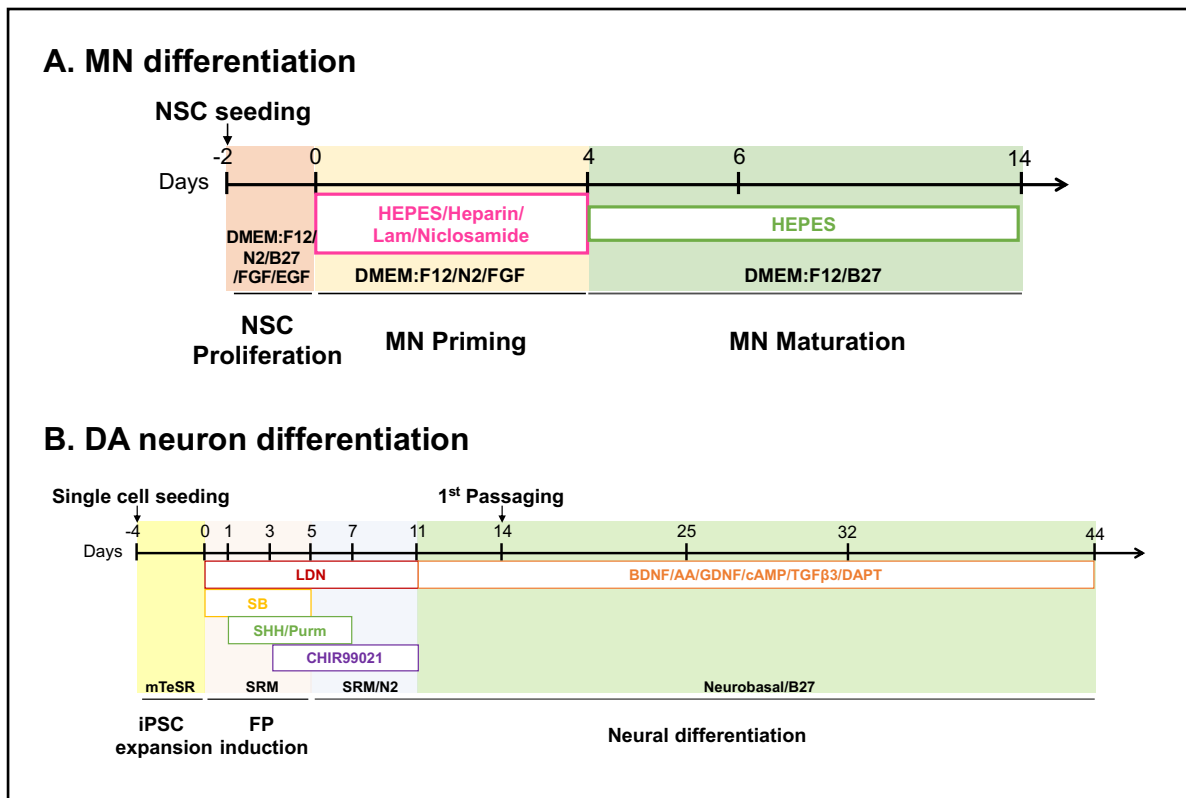 A. MN differentiation
NSC seeding
-2 0 4 6 14
Days
HEPES/Heparin/
Lam/Niclosamide
HEPES
DMEM:F12/
N2/B27
/FGF/EGF
DMEM:F12/N2/FGF
DMEM:F12/B27
NSC
Proliferation
MN Priming
MN Maturation
B. DA neuron differentiation
Single cell seeding
1st Passaging
-4 0 1 3 5 7 11 14 25 32 44
Days
LDN
BDNF/AA/GDNF/cAMP/TGFβ3/DAPT
SB
SHH/Purm
CHIR99021
mTeSR
SRM
SRM/N2
Neurobasal/B27
iPSC
expansion
FP
induction
Neural differentiation